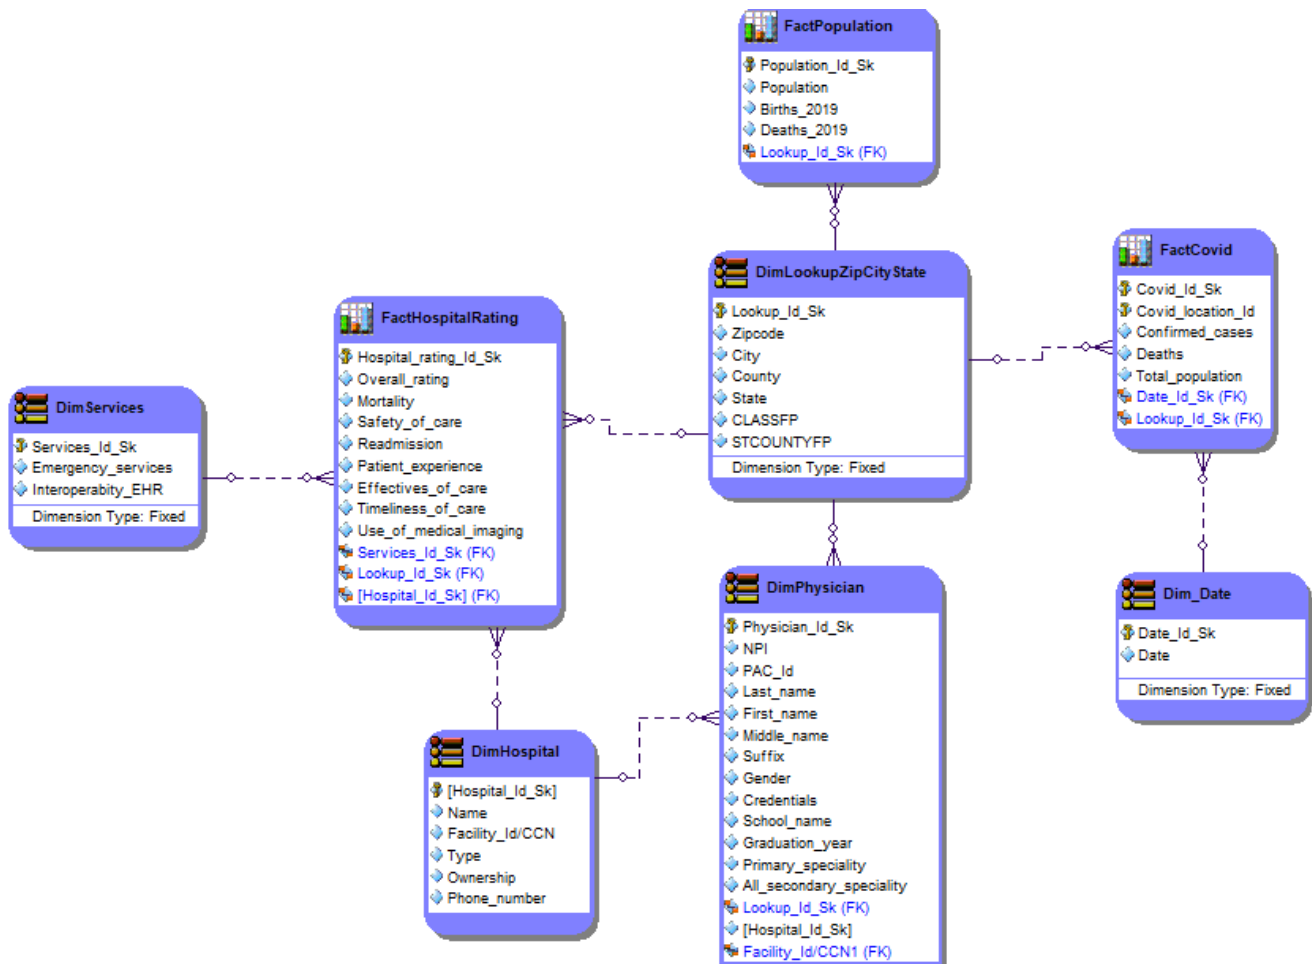 FactPopulation
Population_Id_Sk
Population
Births_2019
Deaths_2019
Lookup_Id_Sk (FK)
DimLookupZipCityState
Lookup_Id_Sk
Zipcode
City
County
State
CLASSFP
STCOUNTYFP
Dimension Type: Fixed
FactCovid
Covid_Id_Sk
Covid_location_Id
Confirmed_cases
Deaths
Total_population
Date_Id_Sk (FK)
Lookup_Id_Sk (FK)
FactHospitalRating
Hospital_rating_Id_Sk
Overall_rating
Mortality
Safety_of_care
Readmission
Patient_experience
Effectives_of_care
Timeliness_of_care
Use_of_medical_imaging
Services_Id_Sk (FK)
Lookup_Id_Sk (FK)
[Hospital_Id_Sk] (FK)
DimServices
Services_Id_Sk
Emergency_services
Interoperabity_EHR
Dimension Type: Fixed
DimPhysician
Physician_Id_Sk
NPI
PAC_Id
Last_name
First_name
Middle_name
Suffix
Gender
Credentials
School_name
Graduation_year
Primary_speciality
All_secondary_speciality
Lookup_Id_Sk (FK)
[Hospital_Id_Sk]
Facility_Id/CCN1 (FK)
Dim_Date
Date_Id_Sk
Date
Dimension Type: Fixed
DimHospital
[Hospital_Id_Sk]
Name
Facility_Id/CCN
Type
Ownership
Phone_number